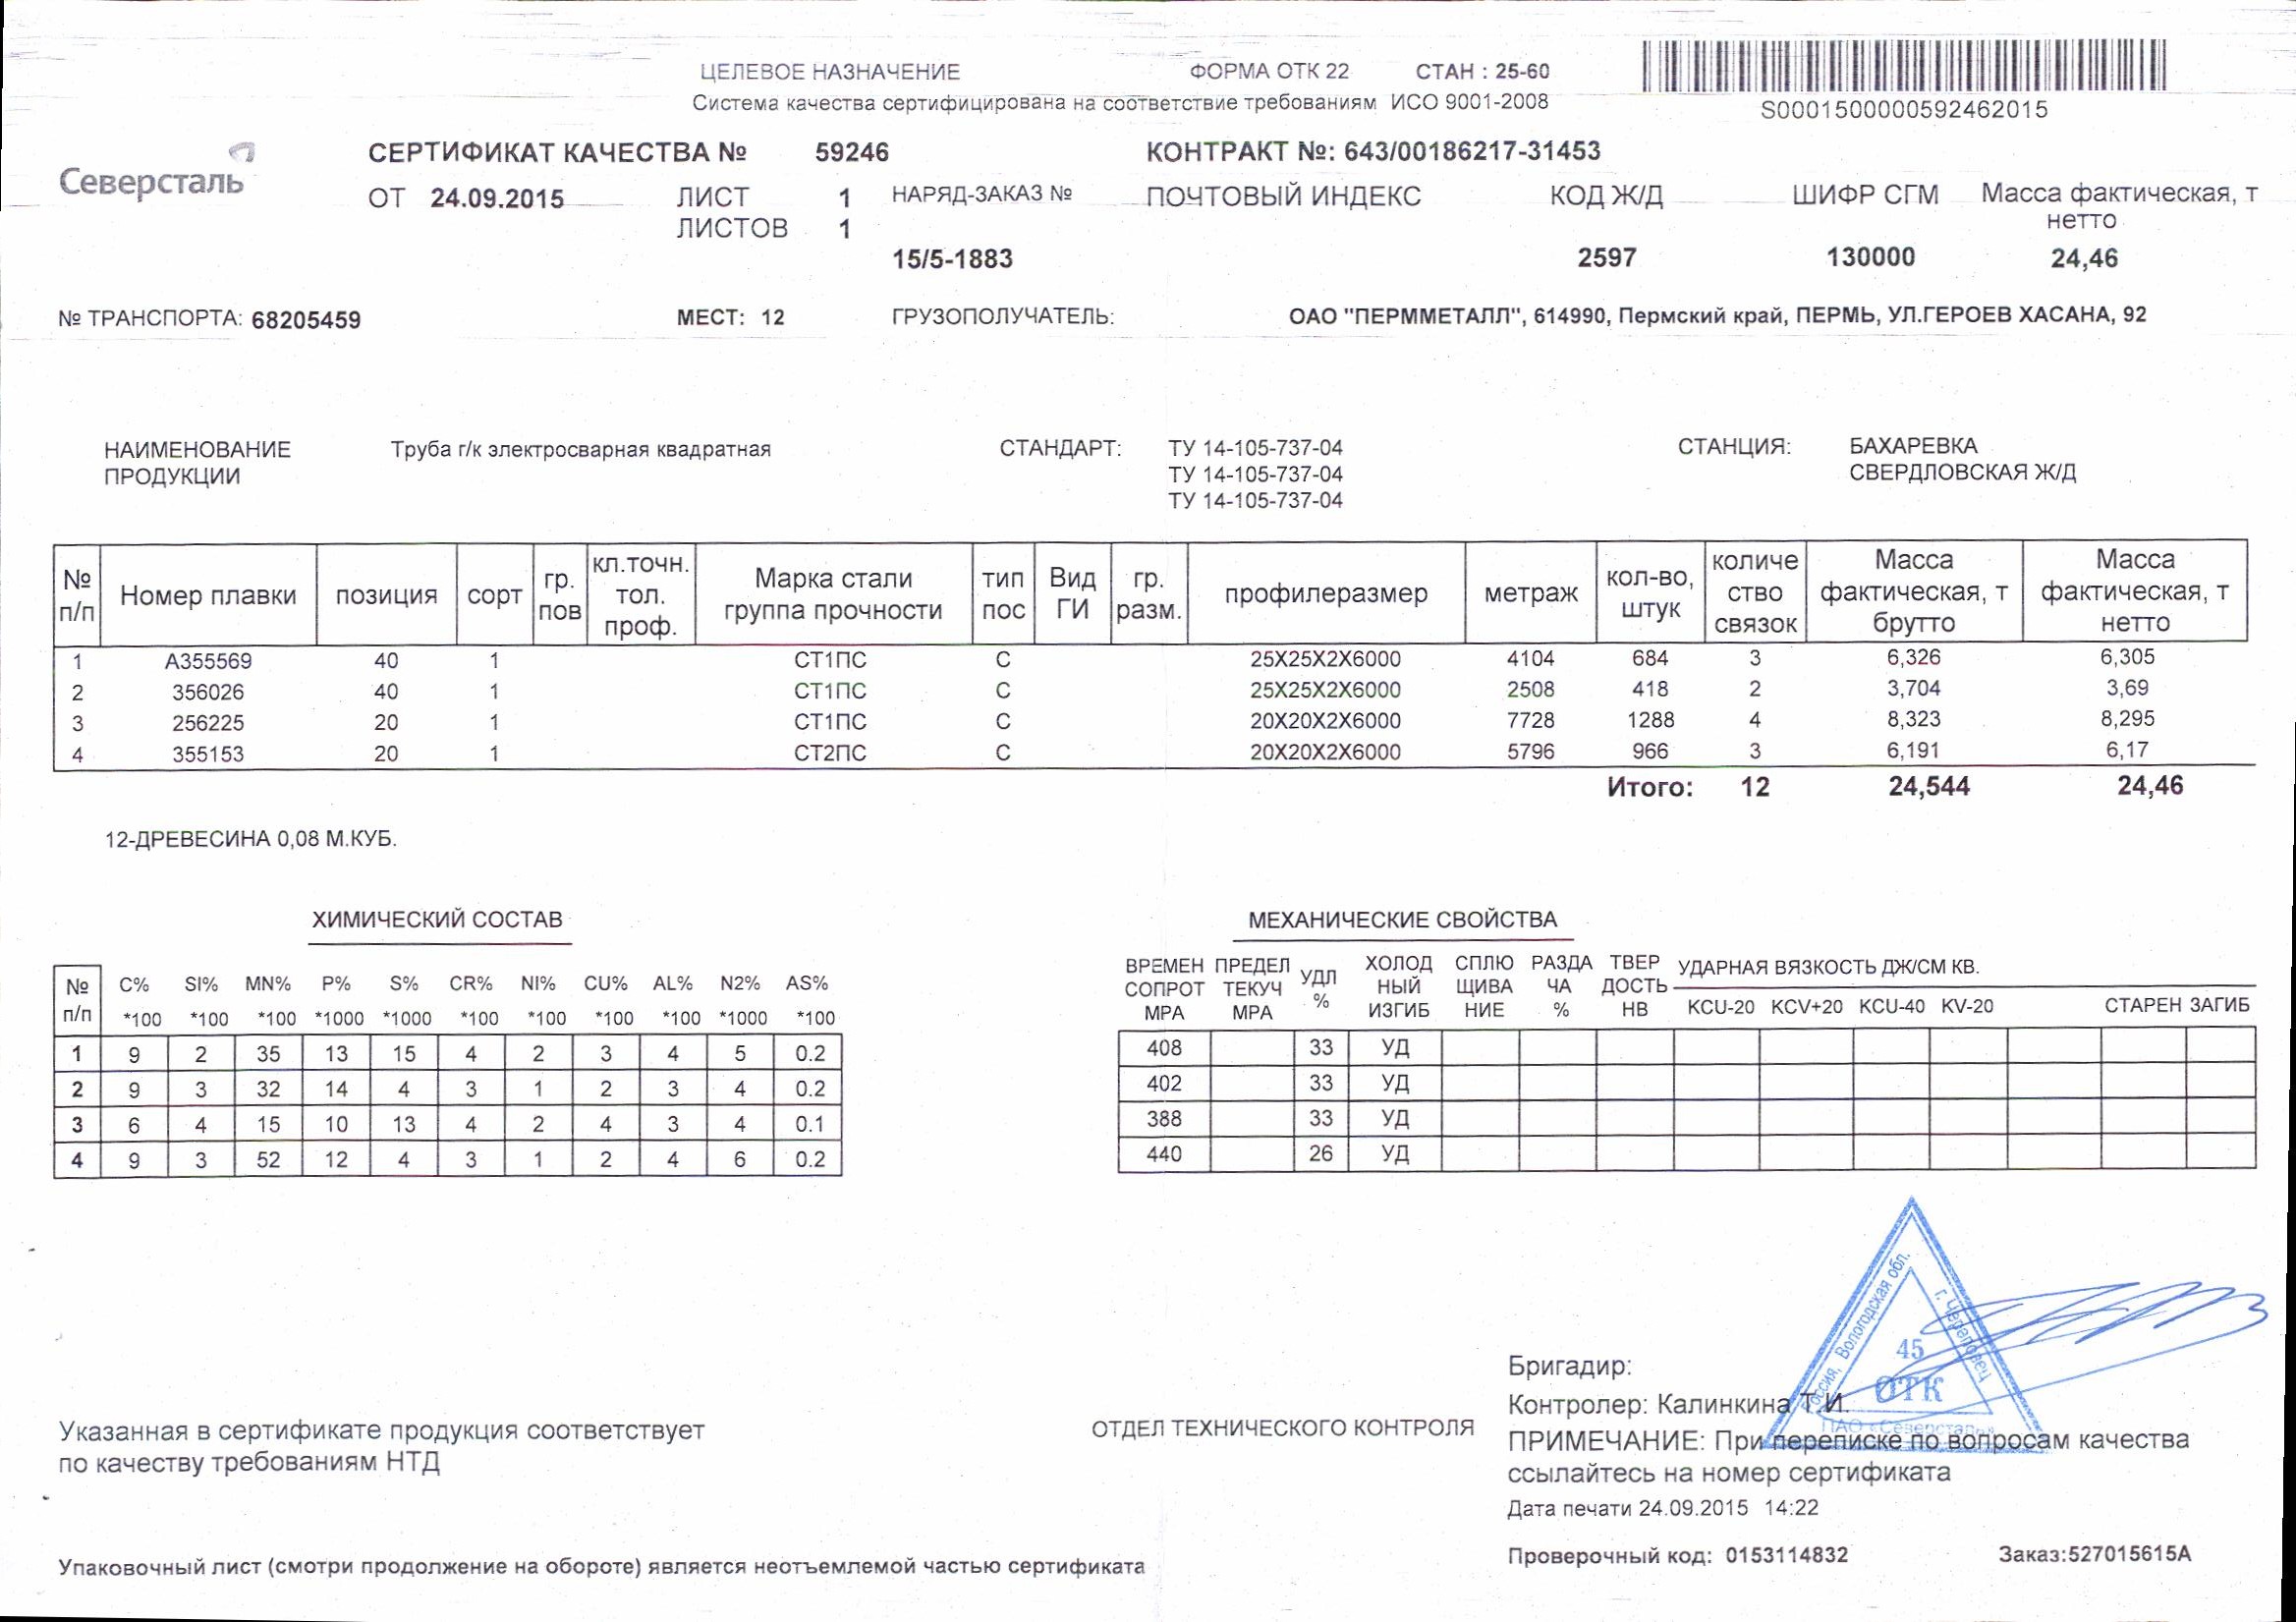 ЦЕЛЕВОЕ НАЗНАЧЕНИЕ ФОРМА ОТК 22 СТАН : 25-60
Система качества сертифицирована на соответствие требованиям ИСО 9001-2008
S0001500000592462015
Северсталь
СЕРТИФИКАТ КАЧЕСТВА № 59246 КОНТРАКТ №: 643/00186217-31453
ОТ 24.09.2015 ЛИСТ 1 НАРЯД-ЗАКАЗ № ПОЧТОВЫЙ ИНДЕКС КОД Ж/Д ШИФР СГМ Масса фактическая, т
ЛИСТОВ 1 нетто
15/5-1883 2597 130000 24,46
№ ТРАНСПОРТА: 68205459 МЕСТ: 12 ГРУЗОПОЛУЧАТЕЛЬ: ОАО "ПЕРММЕТАЛЛ", 614990, Пермский край, ПЕРМЬ, УЛ.ГЕРОЕВ ХАСАНА, 92
НАИМЕНОВАНИЕ Труба г/к электросварная квадратная СТАНДАРТ: ТУ 14-105-737-04 СТАНЦИЯ: БАХАРЕВКА
ПРОДУКЦИИ ТУ 14-105-737-04 СВЕРДЛОВСКАЯ Ж/Д
ТУ 14-105-737-04
№ п/п Номер плавки позиция сорт гр. пов кл.точн. тол. проф. Марка стали группа прочности тип пос Вид ГИ гр. разм. профилеразмер метраж кол-во, штук количе ство связок Масса фактическая, т брутто Масса фактическая, т нетто
1 А355569 40 1 СТ1ПС С 25Х25Х2Х6000 4104 684 3 6,326 6,305
2 356026 40 1 СТ1ПС С 25Х25Х2Х6000 2508 418 2 3,704 3,69
3 256225 20 1 СТ1ПС С 20Х20Х2Х6000 7728 1288 4 8,323 8,295
4 355153 20 1 СТ2ПС С 20Х20Х2Х6000 5796 966 3 6,191 6,17
Итого: 12 24,544 24,46
12-ДРЕВЕСИНА 0,08 М.КУБ.
ХИМИЧЕСКИЙ СОСТАВ
№ п/п C% SI% MN% P% S% CR% NI% CU% AL% N2% AS%
*100 *100 *100 *1000 *1000 *100 *100 *100 *100 *1000 *100
1 9 2 35 13 15 4 2 3 4 5 0.2
2 9 3 32 14 4 3 1 2 3 4 0.2
3 6 4 15 10 13 4 2 4 3 4 0.1
4 9 3 52 12 4 3 1 2 4 6 0.2
МЕХАНИЧЕСКИЕ СВОЙСТВА
ВРЕМЕН СОПРОТ МРА ПРЕДЕЛ ТЕКУЧ МРА УДЛ % ХОЛОД НЫЙ ИЗГИБ СПЛЮ ЩИВА НИЕ РАЗДА ЧА % ТВЕР ДОСТЬ НВ УДАРНАЯ ВЯЗКОСТЬ ДЖ/СМ КВ.
KCU-20 KCV+20 KCU-40 KV-20 СТАРЕН ЗАГИБ
408 33 УД
402 33 УД
388 33 УД
440 26 УД
Россия, Вологодская обл.
г. Череповец
45
ОТК
ПАО «Северсталь»
Бригадир:
Контролер: Калинкина Т.И.
Указанная в сертификате продукция соответствует
по качеству требованиям НТД
ОТДЕЛ ТЕХНИЧЕСКОГО КОНТРОЛЯ
ПРИМЕЧАНИЕ: При переписке по вопросам качества
ссылайтесь на номер сертификата
Дата печати 24.09.2015 14:22
Проверочный код: 0153114832 Заказ:527015615А
Упаковочный лист (смотри продолжение на обороте) является неотъемлемой частью сертификата